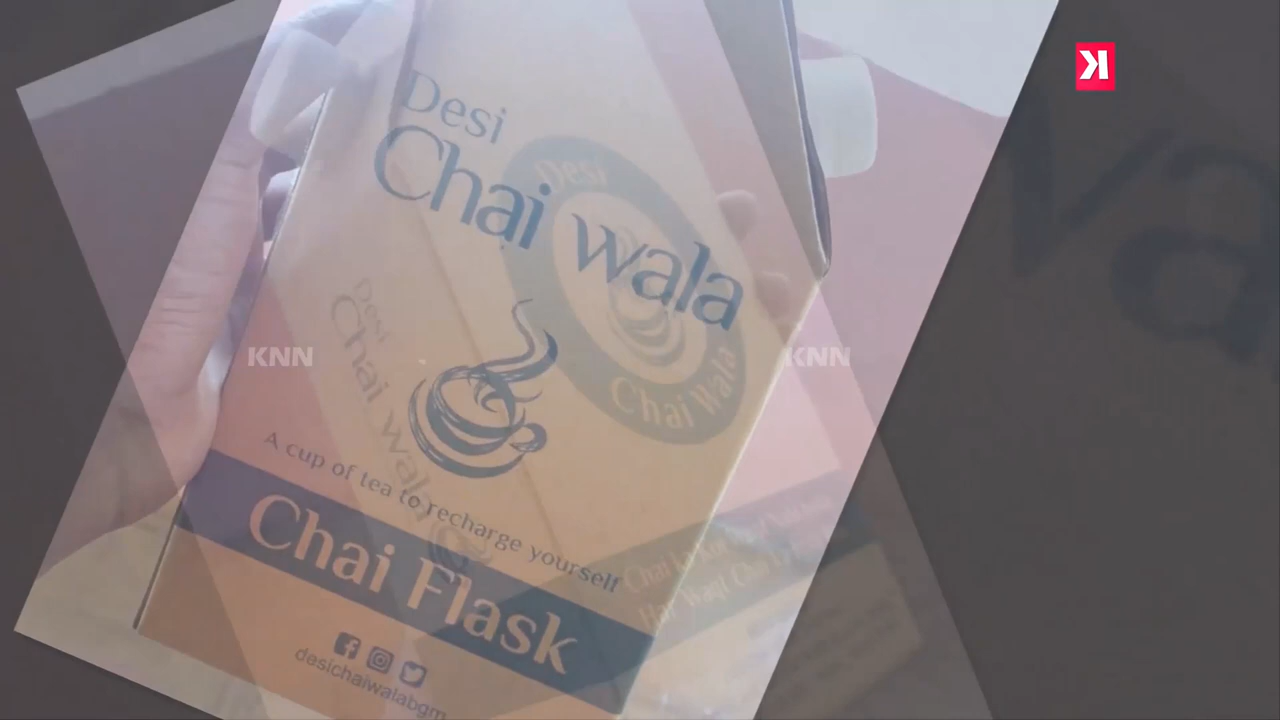 Desi
Chai wala
Desi
Chai Wala
Desi
Chai wala
KNN
KNN
A cup of tea to recharge yourself
Chai Flask
desichaiwalabgm
Va